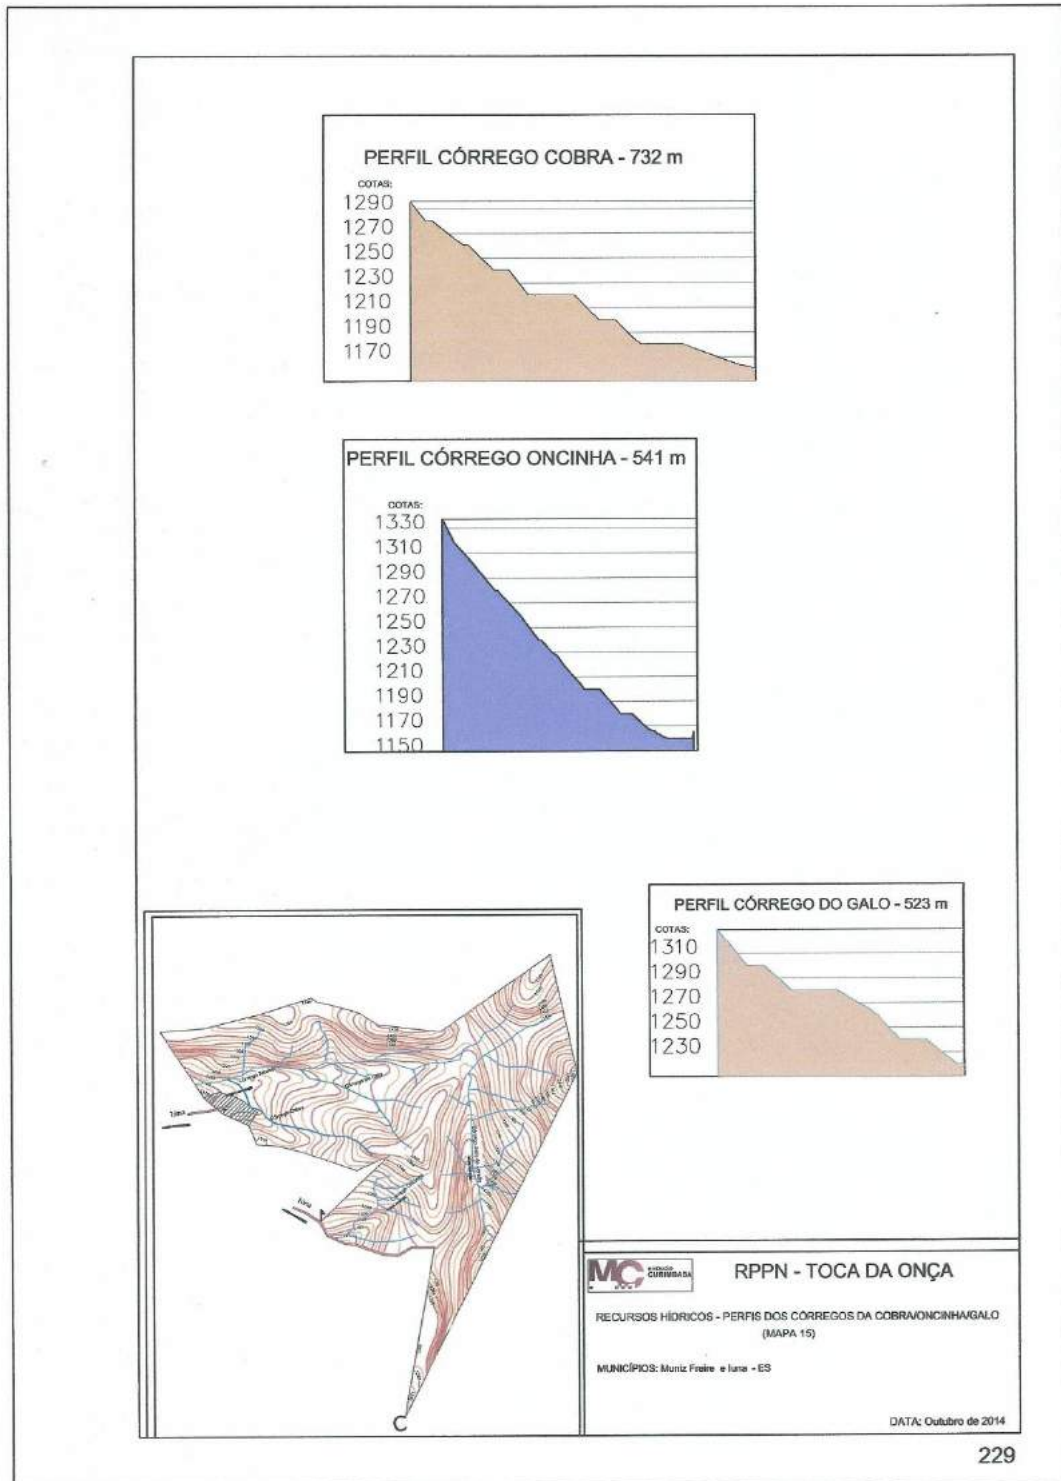 PERFIL CÓRREGO COBRA - 732 m
COTAS:
1290
1270
1250
1230
1210
1190
1170
PERFIL CÓRREGO ONCINHA - 541 m
COTAS:
1330
1310
1290
1270
1250
1230
1210
1190
1170
1150
PERFIL CÓRREGO DO GALO - 523 m
COTAS:
1310
1290
1270
1250
1230
C
MC
CURIMBABA
RPPN - TOCA DA ONÇA
RECURSOS HÍDRICOS - PERFIS DOS CÓRREGOS DA COBRA/ONCINHA/GALO
(MAPA 15)
MUNICÍPIOS: Muniz Freire e Iuna - ES
DATA: Outubro de 2014
229